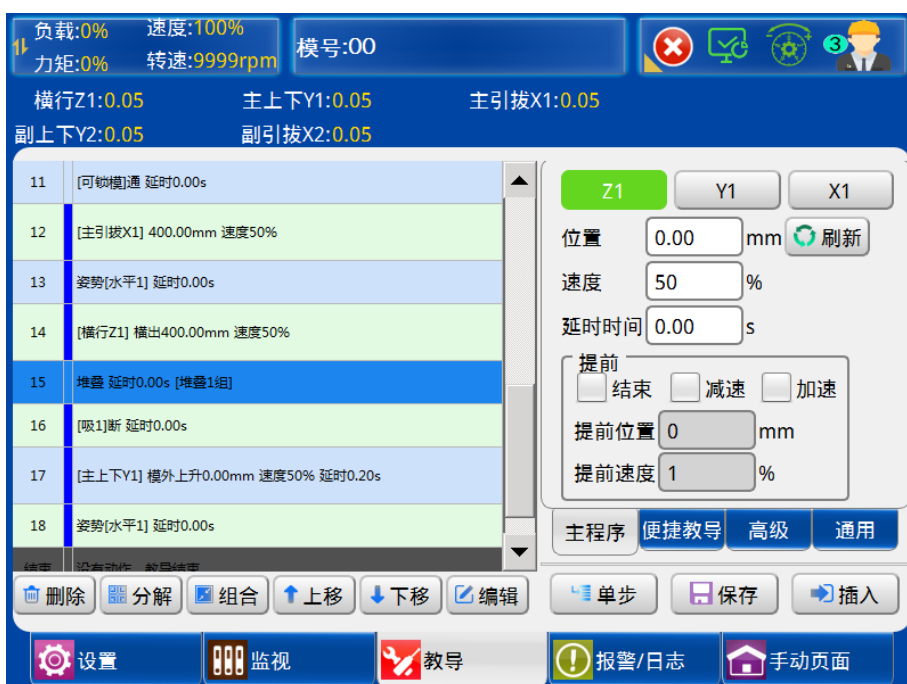 负载:0% 速度:100%
力矩:0% 转速:9999rpm
模号:00
3
横行Z1:0.05 主上下Y1:0.05 主引拔X1:0.05
副上下Y2:0.05 副引拔X2:0.05
11 [可锁模]通 延时0.00s
12 [主引拔X1] 400.00mm 速度50%
13 姿势[水平1] 延时0.00s
14 [横行Z1] 横出400.00mm 速度50%
15 堆叠 延时0.00s [堆叠1组]
16 [吸1]断 延时0.00s
17 [主上下Y1] 模外上升0.00mm 速度50% 延时0.20s
18 姿势[水平1] 延时0.00s
结束 没有动作，教导结束
Z1 Y1 X1
位置 0.00 mm 刷新
速度 50 %
延时时间 0.00 s
提前
结束 减速 加速
提前位置 0 mm
提前速度 1 %
主程序 便捷教导 高级 通用
删除 分解 组合 上移 下移 编辑 单步 保存 插入
设置 监视 教导 报警/日志 手动页面